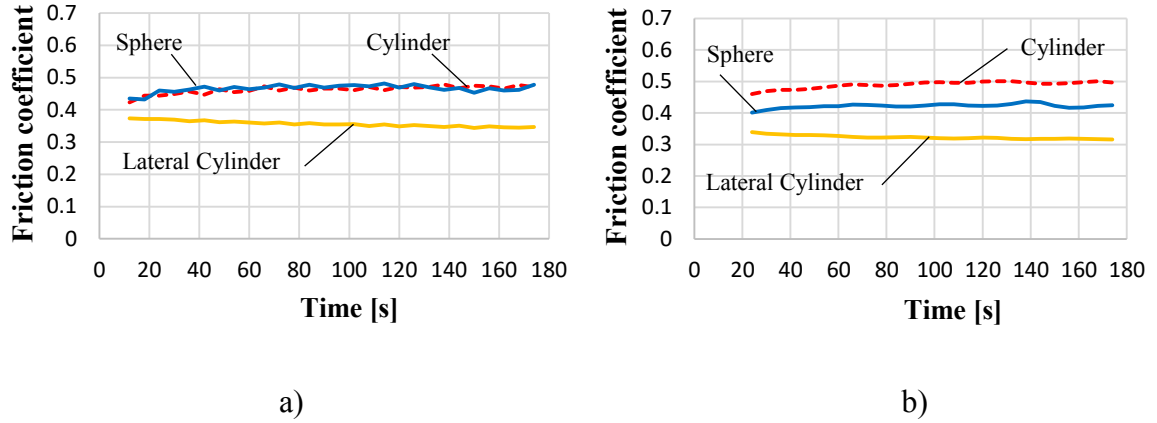 Friction coefficient
0.7
0.6
0.5
0.4
0.3
0.2
0.1
0
Sphere
Cylinder
Lateral Cylinder
0 20 40 60 80 100 120 140 160 180
Time [s]
a)
Friction coefficient
0.7
0.6
0.5
0.4
0.3
0.2
0.1
0
Cylinder
Sphere
Lateral Cylinder
0 20 40 60 80 100 120 140 160 180
Time [s]
b)